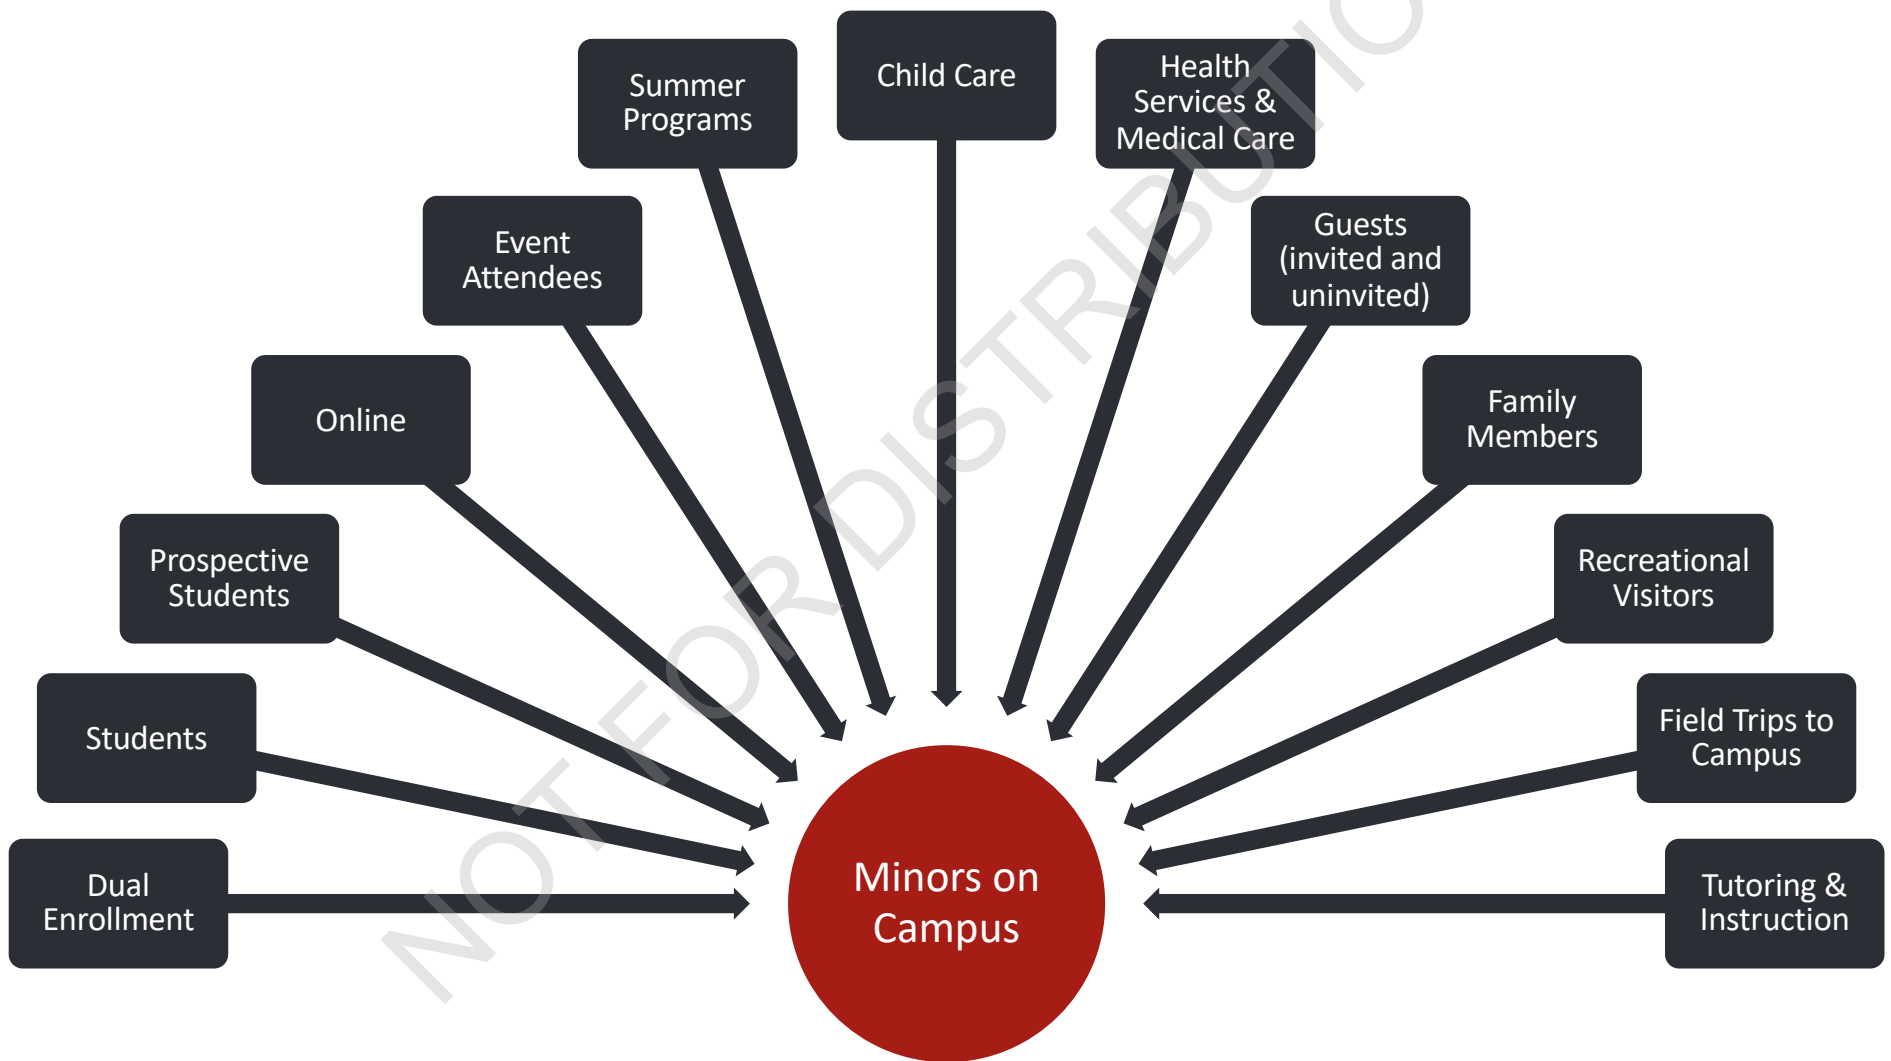 Child Care
Summer
Programs
Health
Services &
Medical Care
Event
Attendees
Guests
(invited and
uninvited)
Online
Family
Members
Prospective
Students
Recreational
Visitors
Students
Field Trips to
Campus
Dual
Enrollment
Minors on
Campus
Tutoring &
Instruction
NOT FOR DISTRIBUTIO